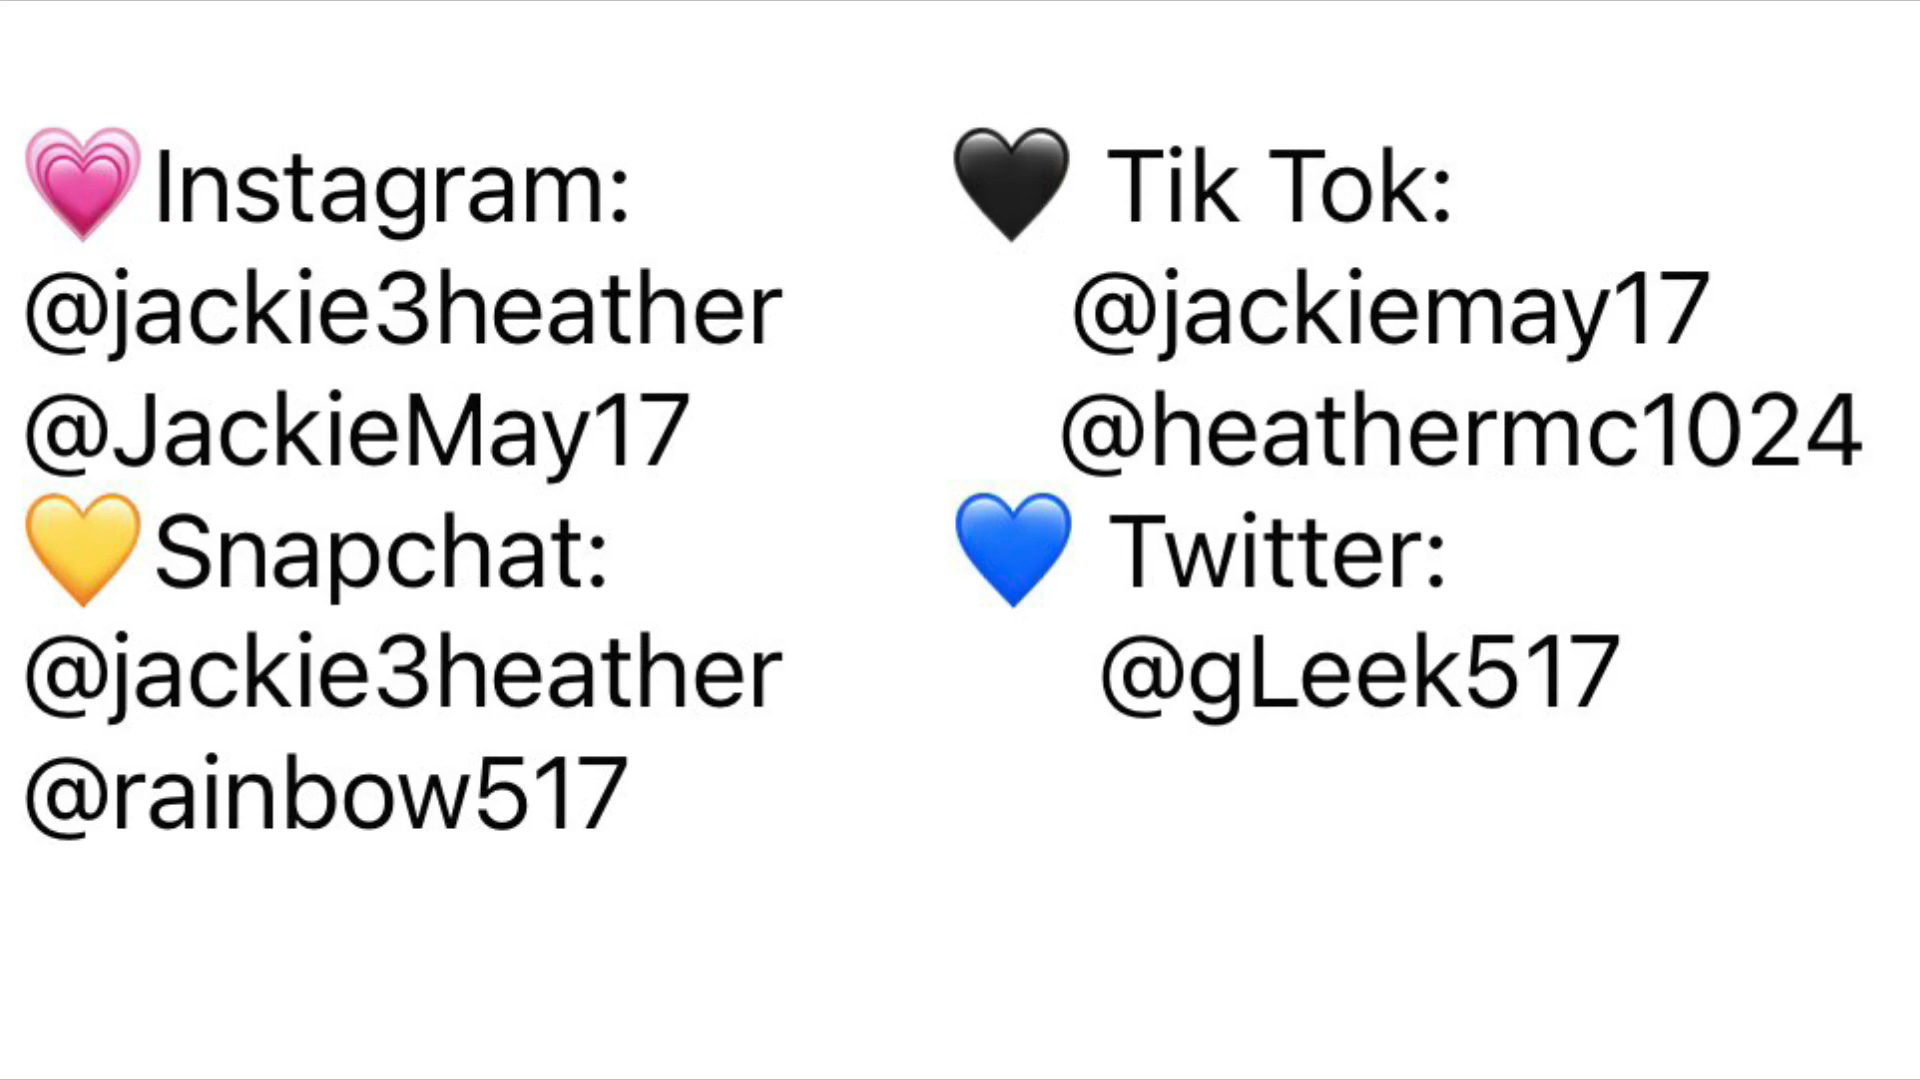 💗Instagram:
@jackie3heather
@JackieMay17
💛Snapchat:
@jackie3heather
@rainbow517
🖤 Tik Tok:
@jackiemay17
@heathermc1024
💙 Twitter:
@gLeek517